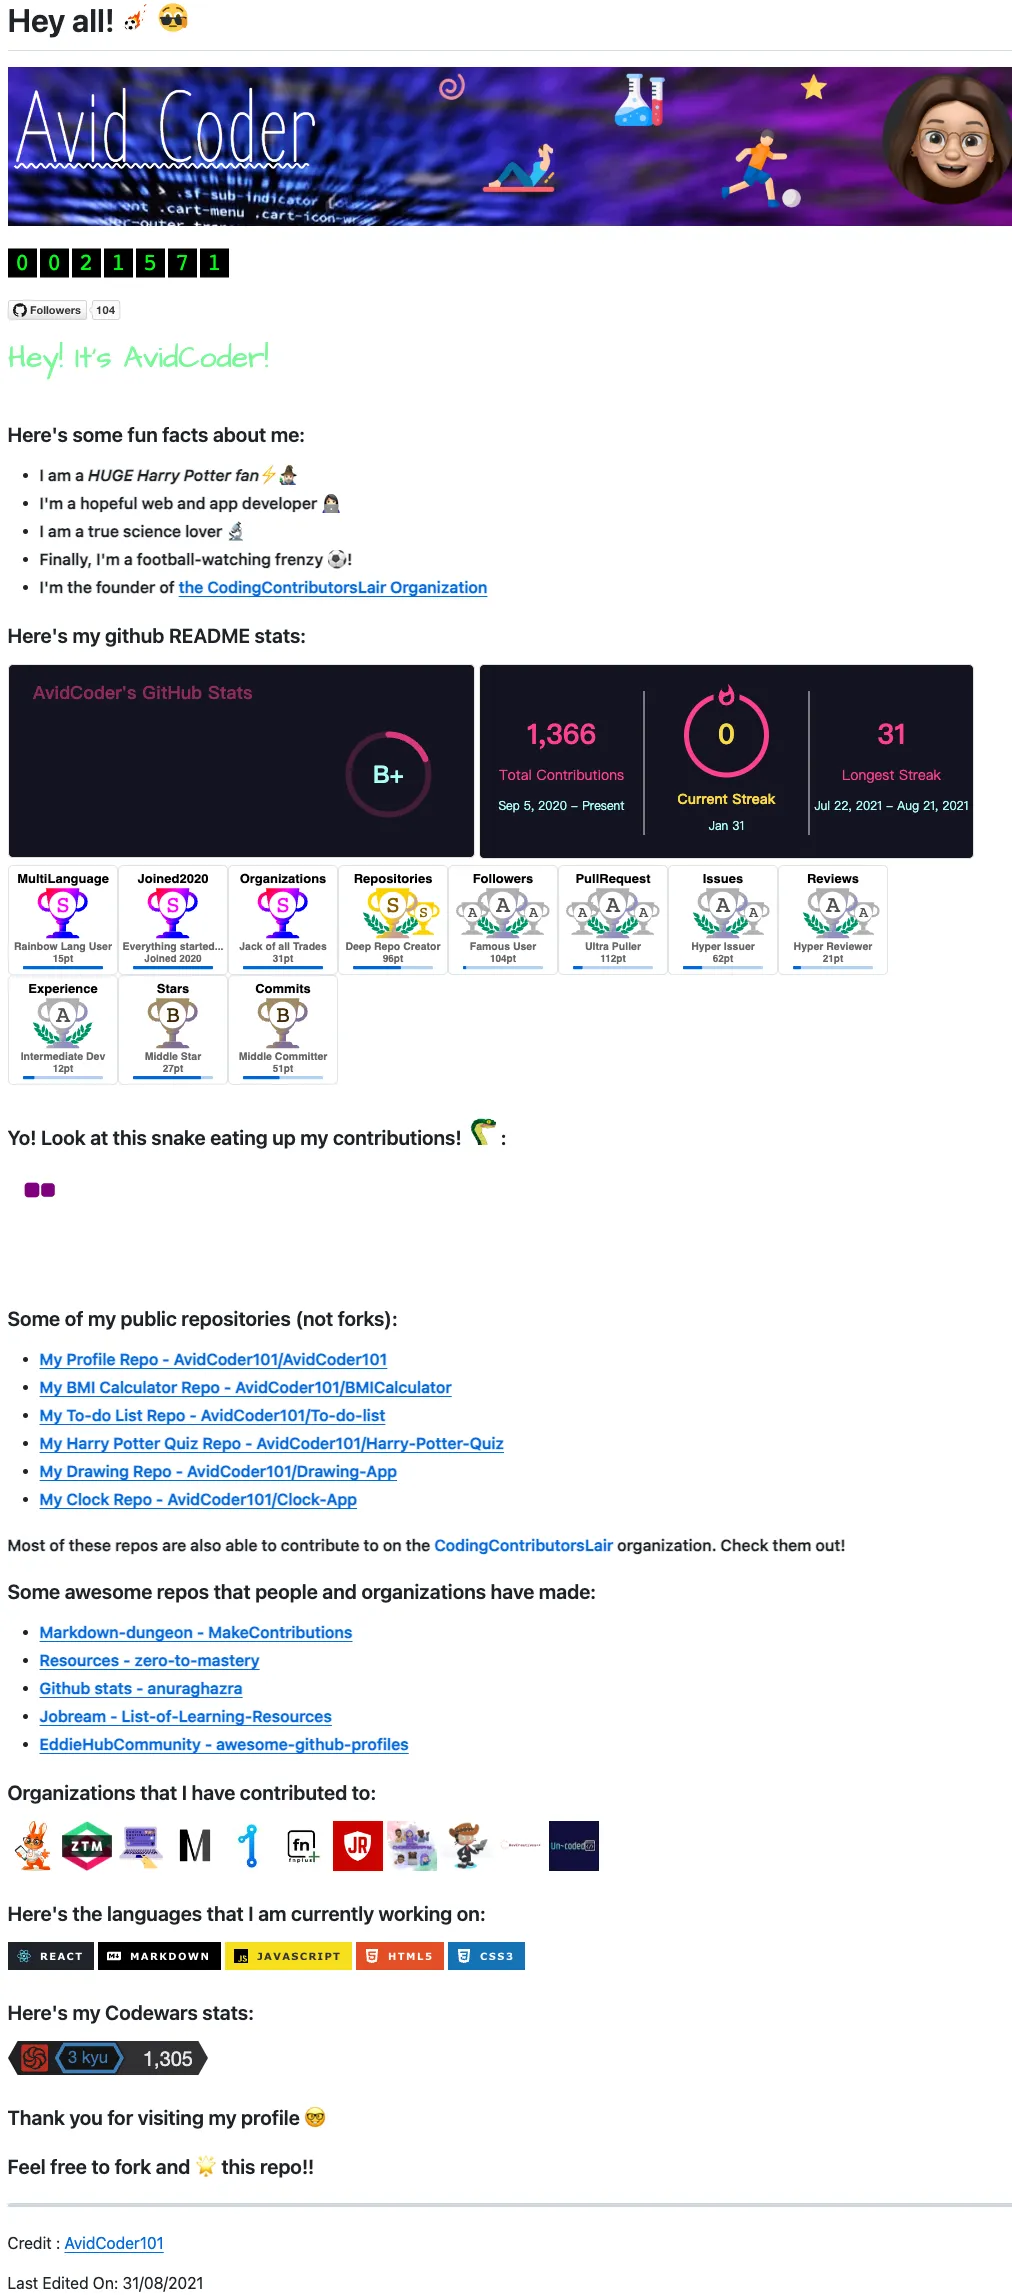 Hey all!
Avid Coder
.sf-sub-indicator
ent .cart-menu .cart-icon-wr
0 0 2 1 5 7 1
Followers 104
Hey! It's AvidCoder!
Here's some fun facts about me:
I am a HUGE Harry Potter fan
I'm a hopeful web and app developer
I am a true science lover
Finally, I'm a football-watching frenzy !
I'm the founder of the CodingContributorsLair Organization
Here's my github README stats:
AvidCoder's GitHub Stats
B+
1,366
Total Contributions
Sep 5, 2020 – Present
0
Current Streak
Jan 31
31
Longest Streak
Jul 22, 2021 – Aug 21, 2021
MultiLanguage
S
Rainbow Lang User
15pt
Joined2020
S
Everything started...
Joined 2020
Organizations
S
Jack of all Trades
31pt
Repositories
S S
Deep Repo Creator
96pt
Followers
A A A
Famous User
104pt
PullRequest
A A A
Ultra Puller
112pt
Issues
A A
Hyper Issuer
62pt
Reviews
A A
Hyper Reviewer
21pt
Experience
A
Intermediate Dev
12pt
Stars
B
Middle Star
27pt
Commits
B
Middle Committer
51pt
Yo! Look at this snake eating up my contributions! :
Some of my public repositories (not forks):
My Profile Repo - AvidCoder101/AvidCoder101
My BMI Calculator Repo - AvidCoder101/BMICalculator
My To-do List Repo - AvidCoder101/To-do-list
My Harry Potter Quiz Repo - AvidCoder101/Harry-Potter-Quiz
My Drawing Repo - AvidCoder101/Drawing-App
My Clock Repo - AvidCoder101/Clock-App
Most of these repos are also able to contribute to on the CodingContributorsLair organization. Check them out!
Some awesome repos that people and organizations have made:
Markdown-dungeon - MakeContributions
Resources - zero-to-mastery
Github stats - anuraghazra
Jobream - List-of-Learning-Resources
EddieHubCommunity - awesome-github-profiles
Organizations that I have contributed to:
ZTM M 1 fn fnplus JR Un-coded
Here's the languages that I am currently working on:
REACT MARKDOWN JAVASCRIPT HTML5 CSS3
Here's my Codewars stats:
3 kyu 1,305
Thank you for visiting my profile
Feel free to fork and this repo!!
Credit : AvidCoder101
Last Edited On: 31/08/2021